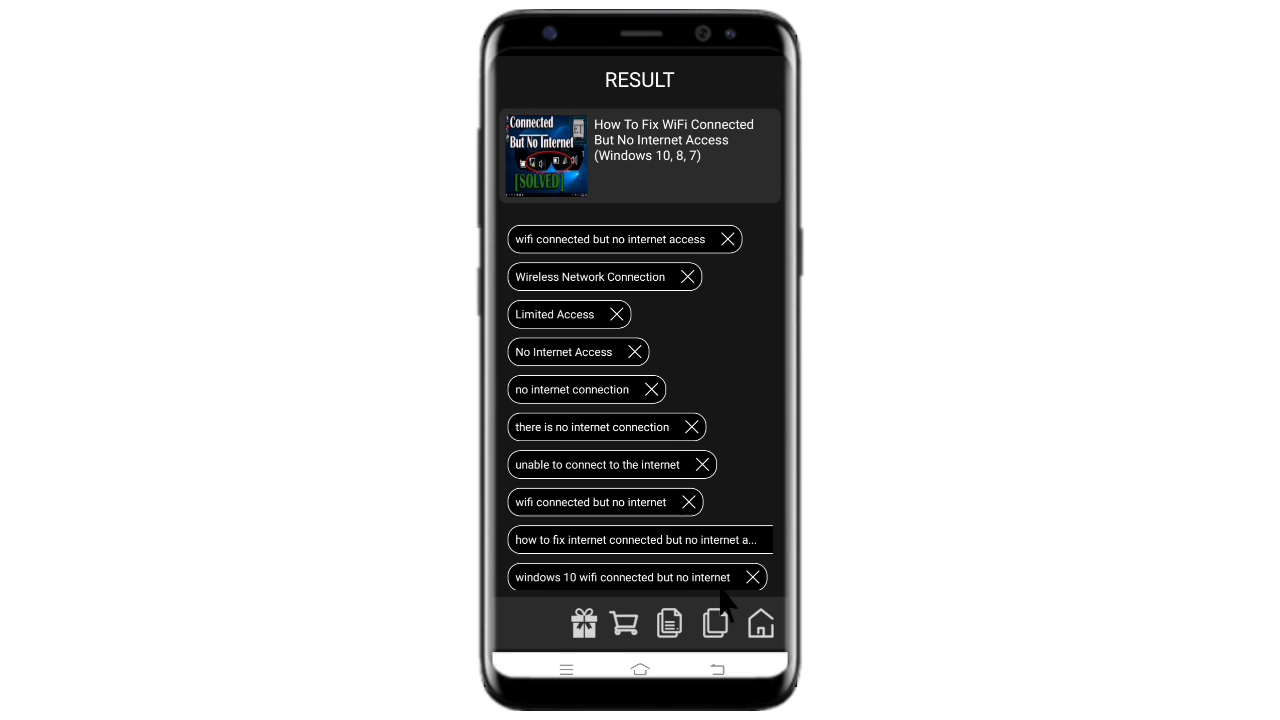 RESULT
Connected
But No Internet
[SOLVED]
How To Fix WiFi Connected
But No Internet Access
(Windows 10, 8, 7)
wifi connected but no internet access
Wireless Network Connection
Limited Access
No Internet Access
no internet connection
there is no internet connection
unable to connect to the internet
wifi connected but no internet
how to fix internet connected but no internet a...
windows 10 wifi connected but no internet